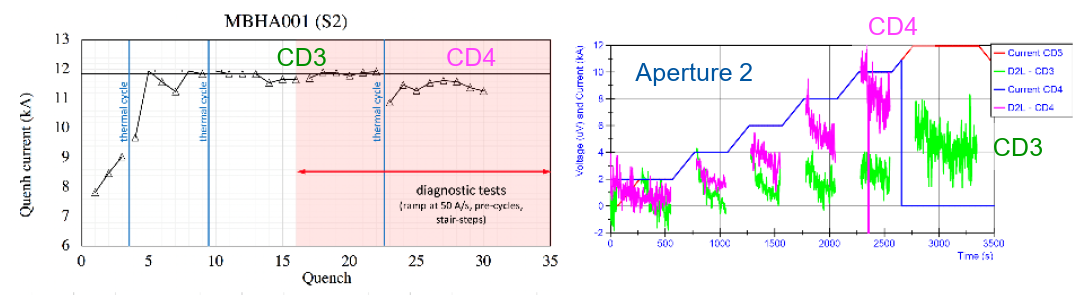 MBHA001 (S2)
CD3
CD4
13
12
11
10
9
8
7
6
Quenh current (kA)
thermal cycle
thermal cycle
thermal cycle
diagnostic tests
(ramp at 50 A/s, pre-cycles,
stair-steps)
0
5
10
15
20
25
30
35
Quench
CD4
Aperture 2
12
10
8
6
4
2
0
-2
Voltage (uV) and Current (kA)
0
500
1000
1500
2000
2500
3000
3500
Time (s)
Current CD3
D2L - CD3
Current CD4
D2L - CD4
CD3